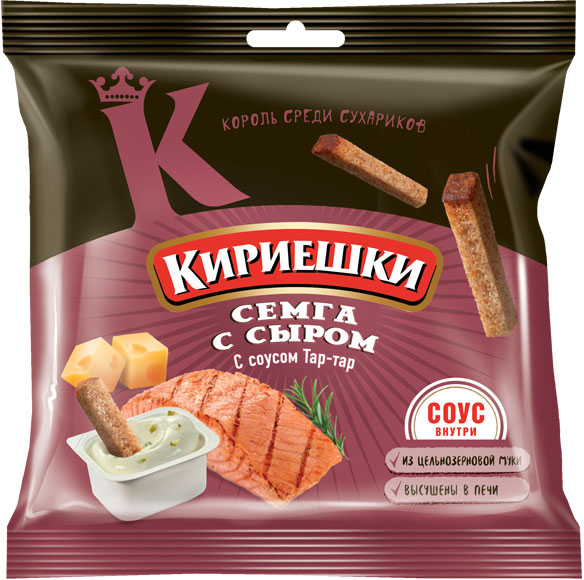 К
КОРОЛЬ СРЕДИ СУХАРИКОВ
КИРИЕШКИ
СЕМГА
С СЫРОМ
С соусом Тар-тар
СОУС
ВНУТРИ
ИЗ ЦЕЛЬНОЗЕРНОВОЙ МУКИ
ВЫСУШЕНЫ В ПЕЧИ